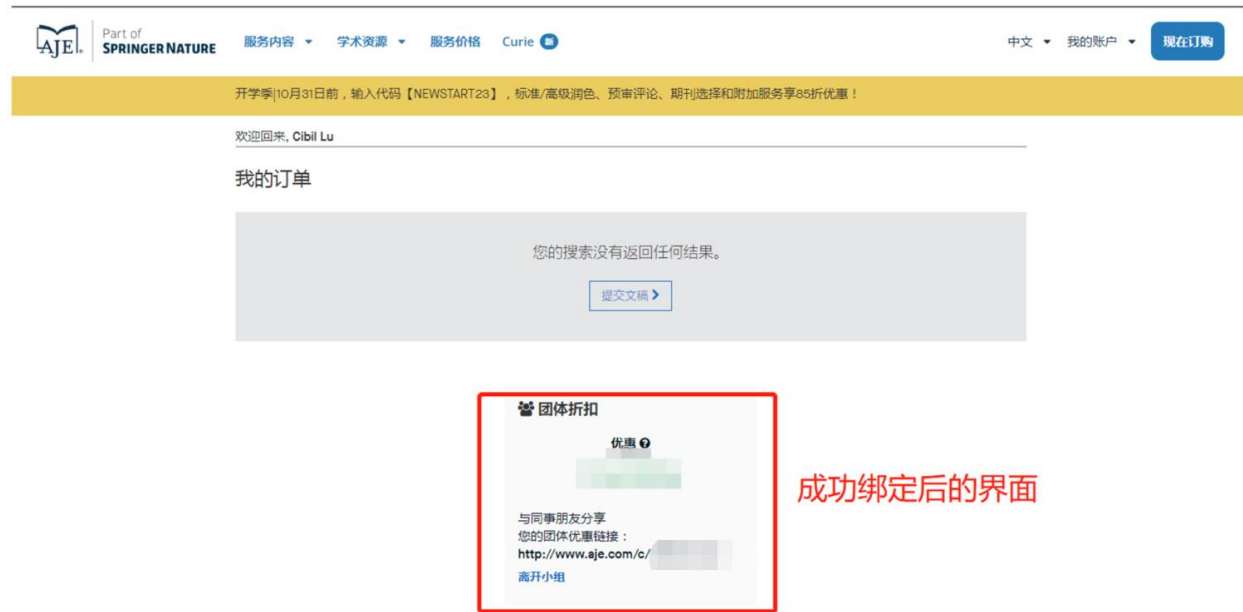 AJE
Part of
SPRINGER NATURE
服务内容
学术资源
服务价格
Curie 新
中文
我的账户
现在订购
开学季|10月31日前，输入代码【NEWSTART23】，标准/高级润色、预审评论、期刊选择和附加服务享85折优惠！
欢迎回来, Cibil Lu
我的订单
您的搜索没有返回任何结果。
提交文稿
团体折扣
优惠
成功绑定后的界面
与同事朋友分享
您的团体优惠链接：
http://www.aje.com/c/
离开小组